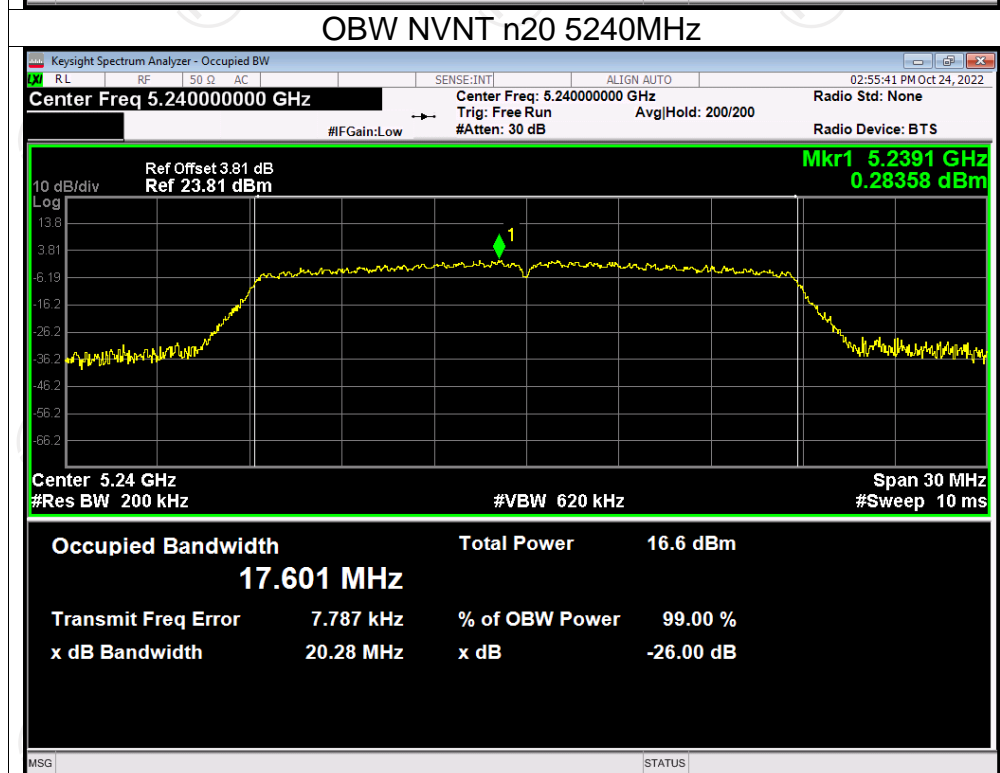 OBW NVNT n20 5240MHz
Keysight Spectrum Analyzer - Occupied BW
LXI RL RF 50 Ω AC SENSE:INT ALIGN AUTO 02:55:41 PM Oct 24, 2022
Center Freq 5.240000000 GHz Center Freq: 5.240000000 GHz Radio Std: None
Trig: Free Run Avg|Hold: 200/200
#IFGain:Low #Atten: 30 dB Radio Device: BTS
Mkr1 5.2391 GHz
Ref Offset 3.81 dB
10 dB/div Ref 23.81 dBm 0.28358 dBm
Log
13.8
1
3.81
-6.19
-16.2
-26.2
-36.2
-46.2
-56.2
-66.2
Center 5.24 GHz Span 30 MHz
#Res BW 200 kHz #VBW 620 kHz #Sweep 10 ms
Occupied Bandwidth Total Power 16.6 dBm
17.601 MHz
Transmit Freq Error 7.787 kHz % of OBW Power 99.00 %
x dB Bandwidth 20.28 MHz x dB -26.00 dB
MSG STATUS